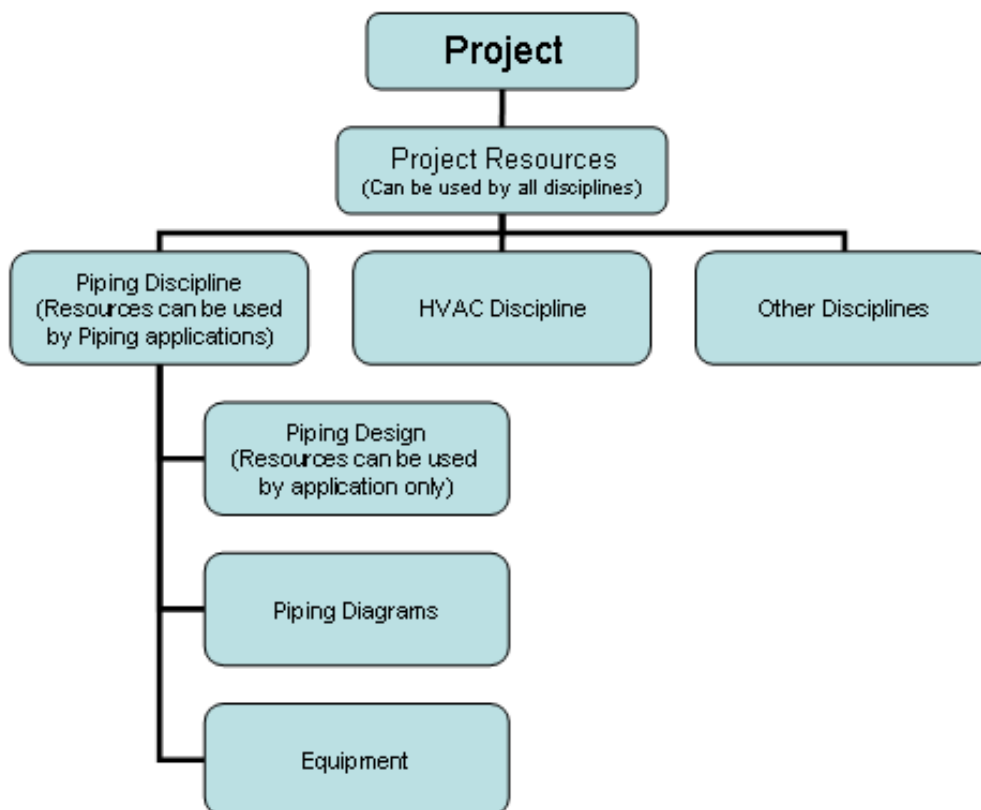 Project
Project Resources
(Can be used by all disciplines)
Piping Discipline
(Resources can be used
by Piping applications)
HVAC Discipline
Other Disciplines
Piping Design
(Resources can be used
by application only)
Piping Diagrams
Equipment